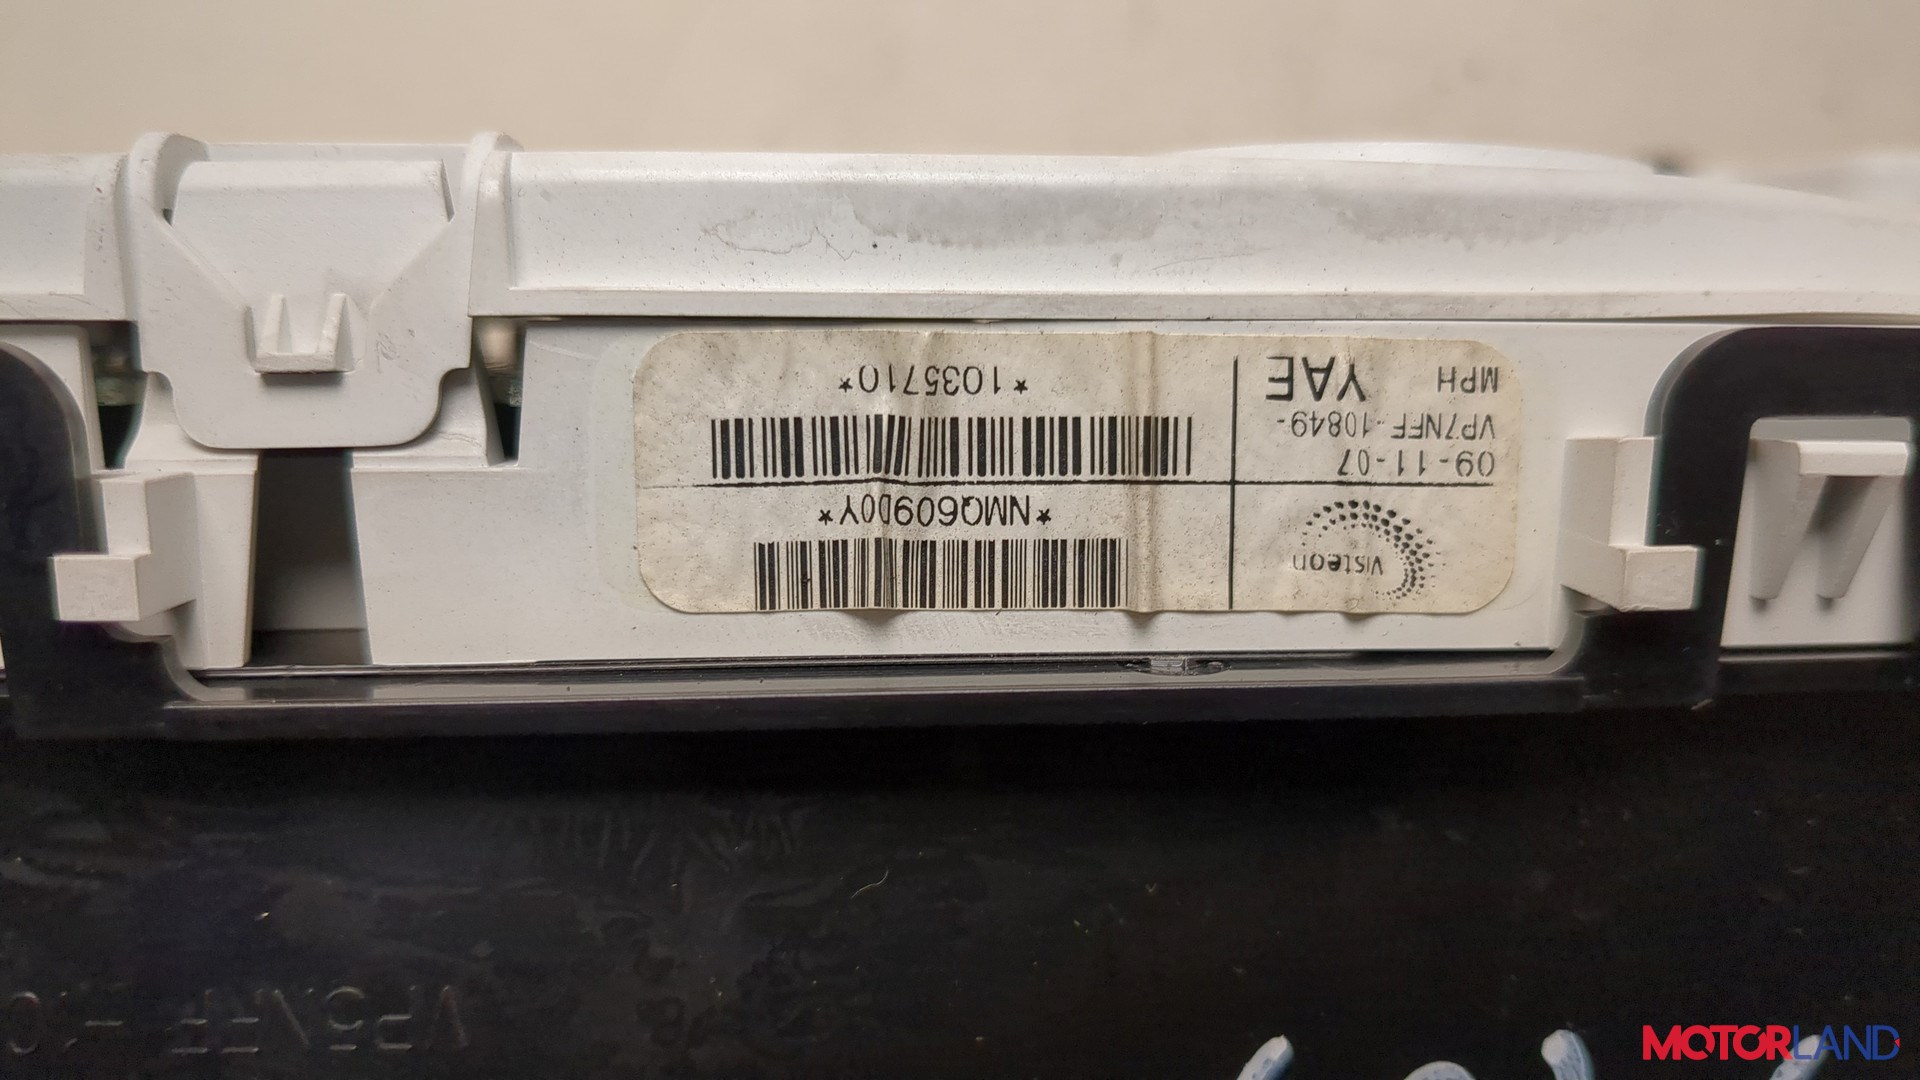 Visteon
*NMQ609D0Y*
09-11-07
VP7NFF-10849-
MPH YAE
*1035710*
MOTORLAND